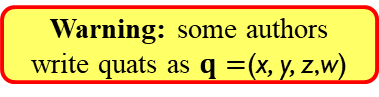 Warning: some authors
write quats as q =(x, y, z,w)